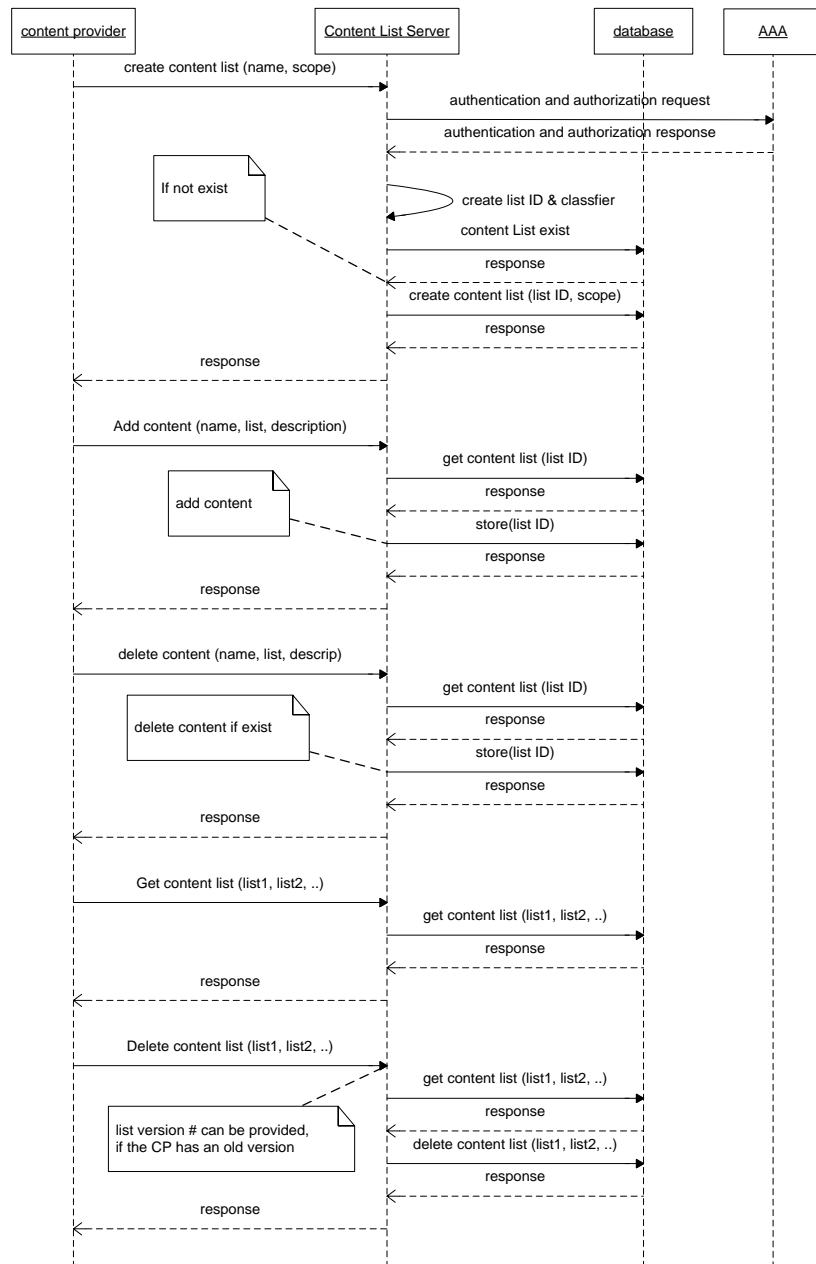 content provider
Content List Server
database
AAA
create content list (name, scope)
authentication and authorization request
authentication and authorization response
If not exist
create list ID & classfier
content List exist
response
create content list (list ID, scope)
response
response
Add content (name, list, description)
get content list (list ID)
response
add content
store(list ID)
response
response
delete content (name, list, descrip)
get content list (list ID)
response
delete content if exist
store(list ID)
response
response
Get content list (list1, list2, ..)
get content list (list1, list2, ..)
response
response
Delete content list (list1, list2, ..)
get content list (list1, list2, ..)
response
list version # can be provided,
if the CP has an old version
delete content list (list1, list2, ..)
response
response